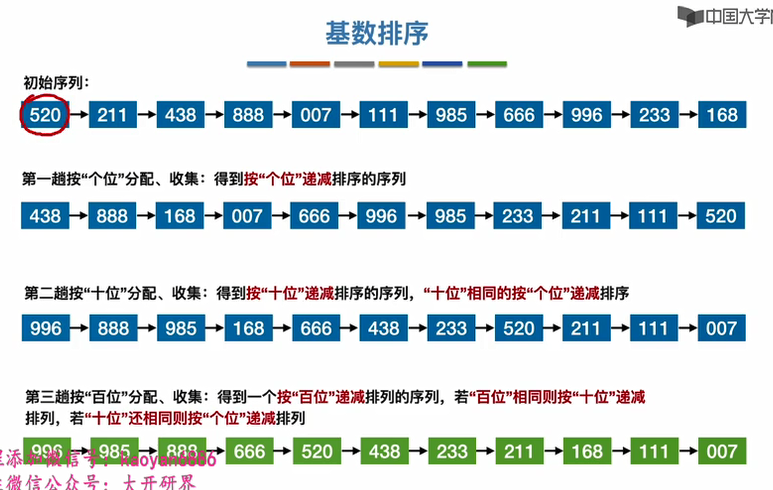 中国大学
基数排序
初始序列：
520 211 438 888 007 111 985 666 996 233 168
第一趟按“个位”分配、收集：得到按“个位”递减排序的序列
438 888 168 007 666 996 985 233 211 111 520
第二趟按“十位”分配、收集：得到按“十位”递减排序的序列，“十位”相同的按“个位”递减排序
996 888 985 168 666 438 233 520 211 111 007
第三趟按“百位”分配、收集：得到一个按“百位”递减排列的序列，若“百位”相同则按“十位”递减
排列，若“十位”还相同则按“个位”递减排列
996 985 888 666 520 438 233 211 168 111 007
添加微信号：kaoyan6886
微信公众号：大开研界